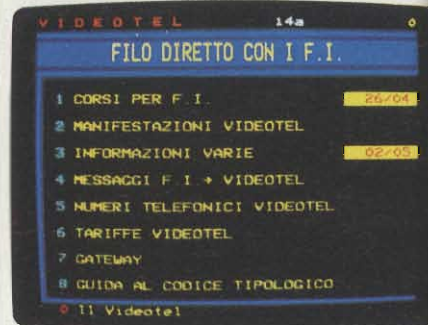 VIDEOTEL 14a 0
FILO DIRETTO CON I F.I.
1 CORSI PER F.I. 26/04
2 MANIFESTAZIONI VIDEOTEL
3 INFORMAZIONI VARIE 02/05
4 MESSAGGI F.I.→ VIDEOTEL
5 NUMERI TELEFONICI VIDEOTEL
6 TARIFFE VIDEOTEL
7 GATEWAY
8 GUIDA AL CODICE TIPOLOGICO
0 Il Videotel